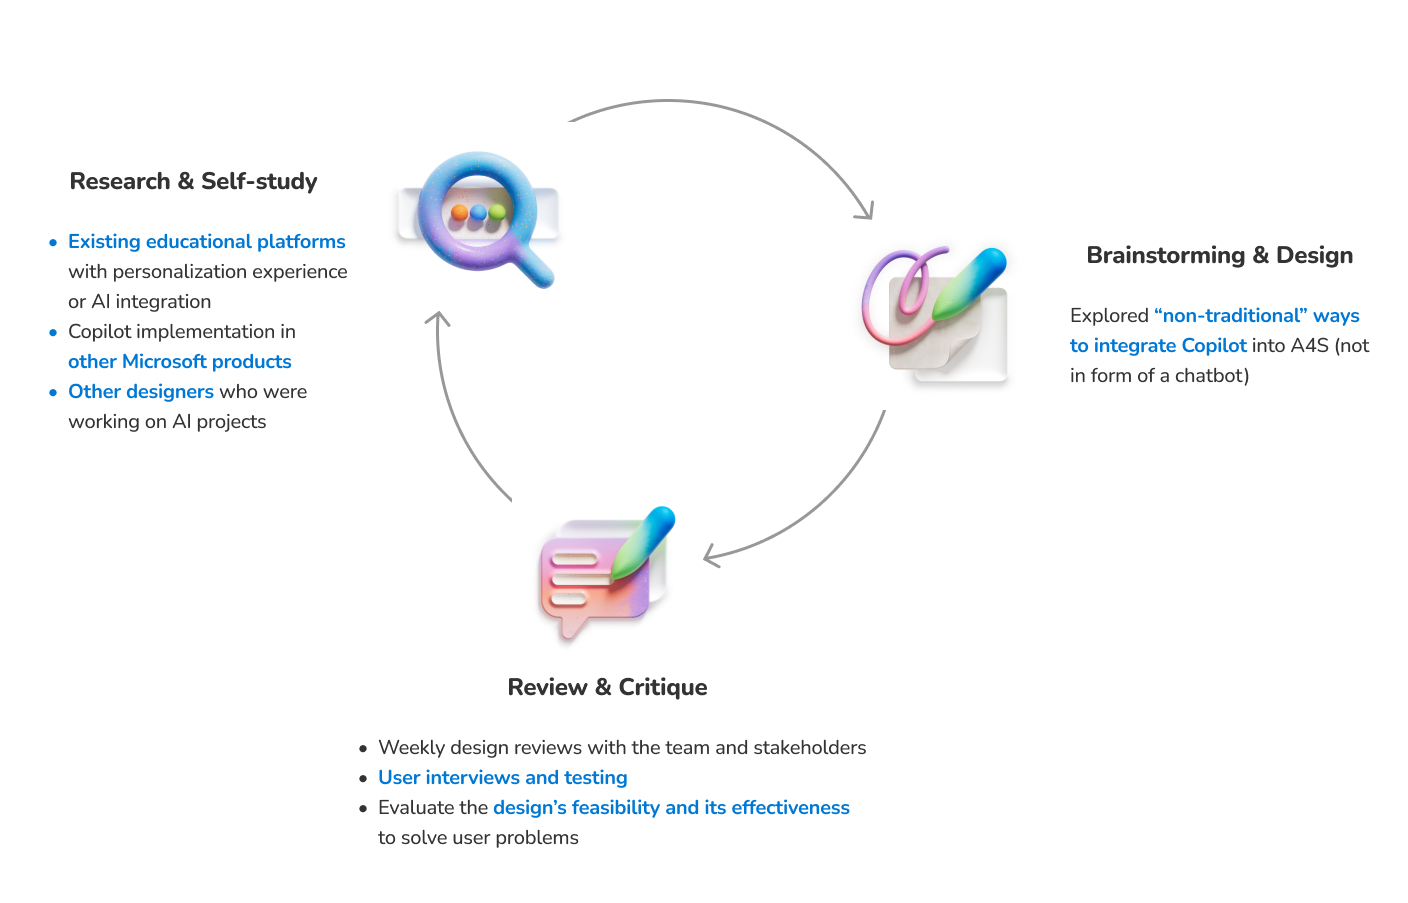 Research & Self-study
• Existing educational platforms
with personalization experience
or AI integration
• Copilot implementation in
other Microsoft products
• Other designers who were
working on AI projects
Brainstorming & Design
Explored “non-traditional” ways
to integrate Copilot into A4S (not
in form of a chatbot)
Review & Critique
• Weekly design reviews with the team and stakeholders
• User interviews and testing
• Evaluate the design’s feasibility and its effectiveness
to solve user problems